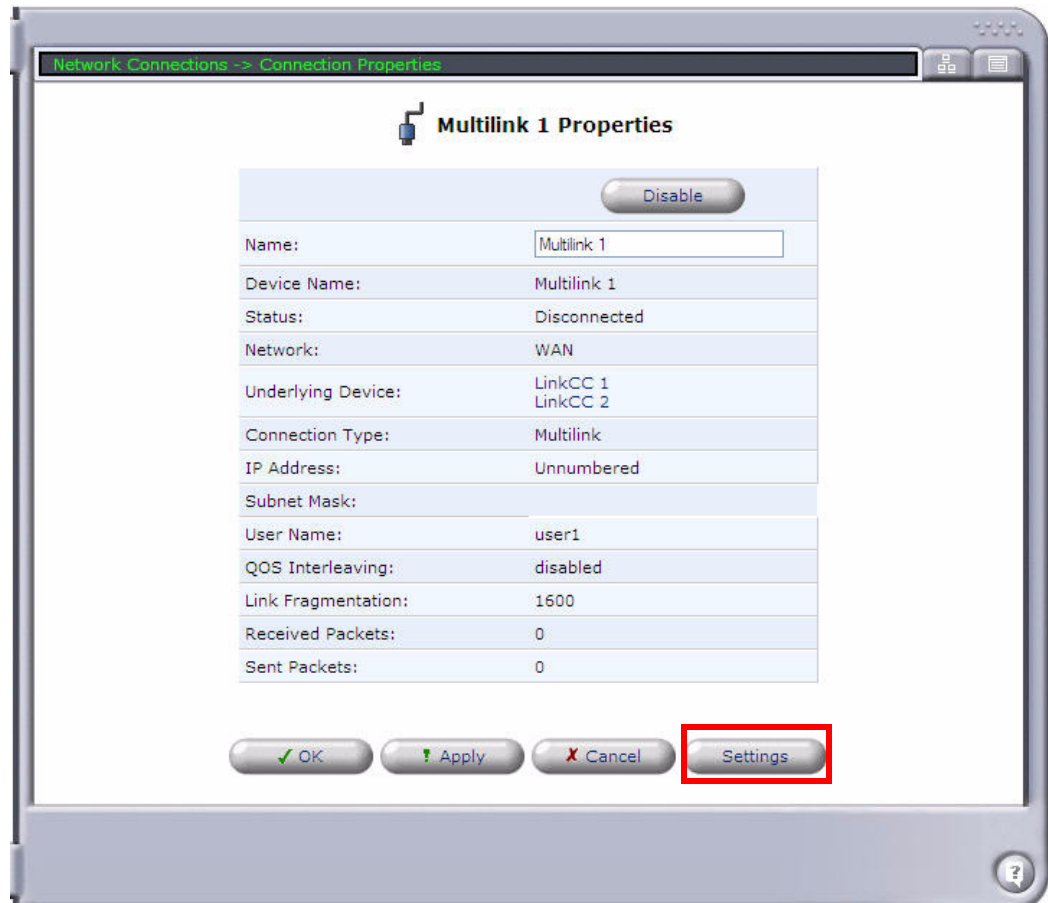 Network Connections -> Connection Properties
Multilink 1 Properties
Disable
Name: Multilink 1
Device Name: Multilink 1
Status: Disconnected
Network: WAN
Underlying Device: LinkCC 1
LinkCC 2
Connection Type: Multilink
IP Address: Unnumbered
Subnet Mask:
User Name: user1
QOS Interleaving: disabled
Link Fragmentation: 1600
Received Packets: 0
Sent Packets: 0
OK Apply Cancel Settings
?